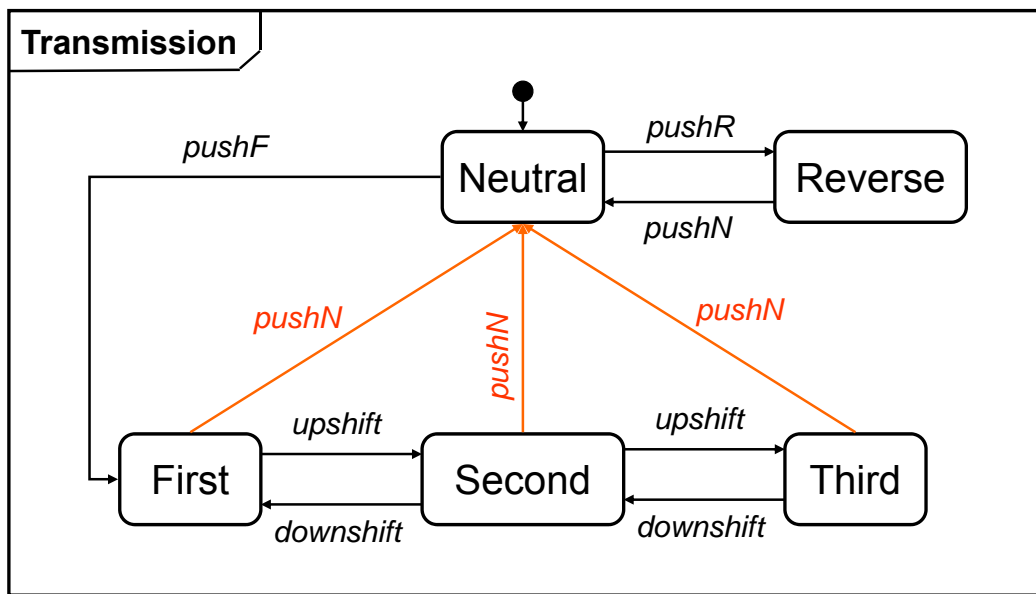 Transmission
pushF
pushR
Neutral
Reverse
pushN
pushN
pushN
pushN
upshift
upshift
First
Second
Third
downshift
downshift